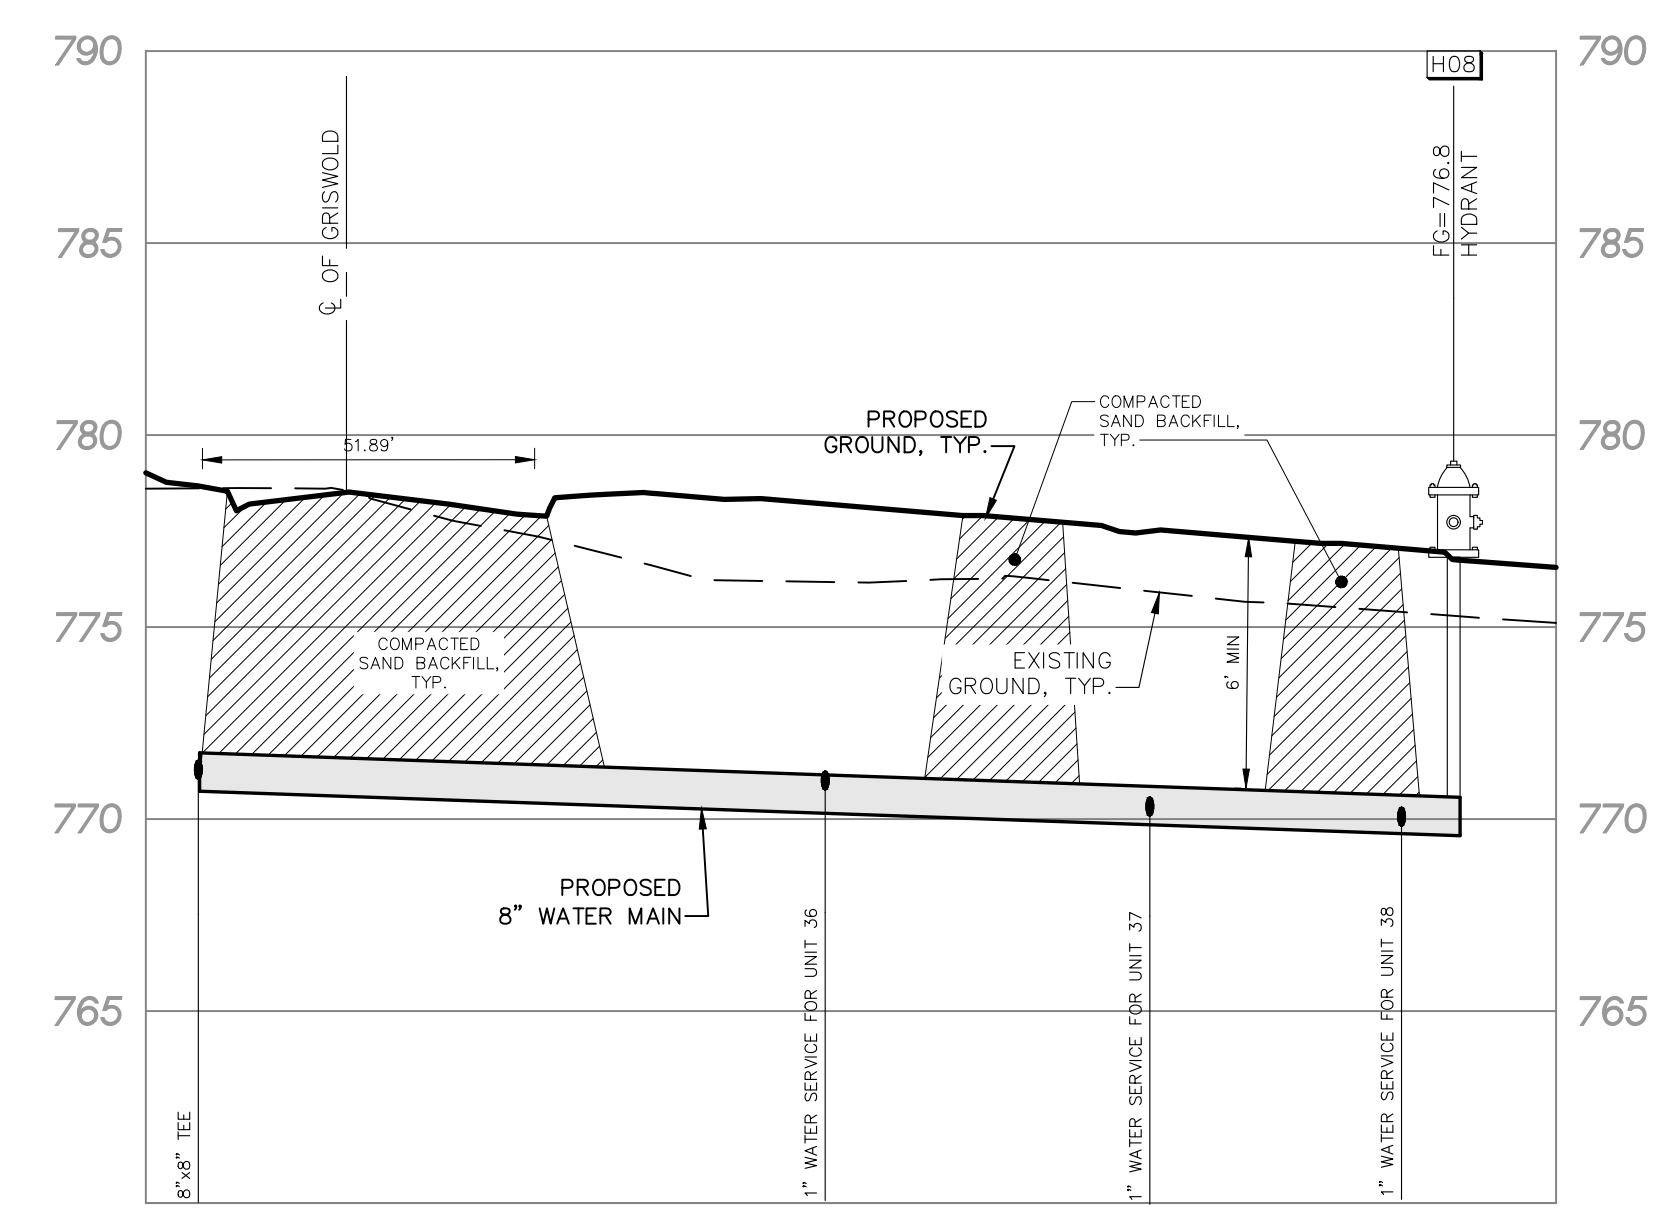 790
790
H08
FG=776.8
HYDRANT
℄ OF GRISWOLD
785
785
780
780
51.89'
PROPOSED
GROUND, TYP.
COMPACTED
SAND BACKFILL,
TYP.
775
775
COMPACTED
SAND BACKFILL,
TYP.
EXISTING
GROUND, TYP.
6' MIN
770
770
PROPOSED
8" WATER MAIN
765
765
8"x8" TEE
1" WATER SERVICE FOR UNIT 36
1" WATER SERVICE FOR UNIT 37
1" WATER SERVICE FOR UNIT 38